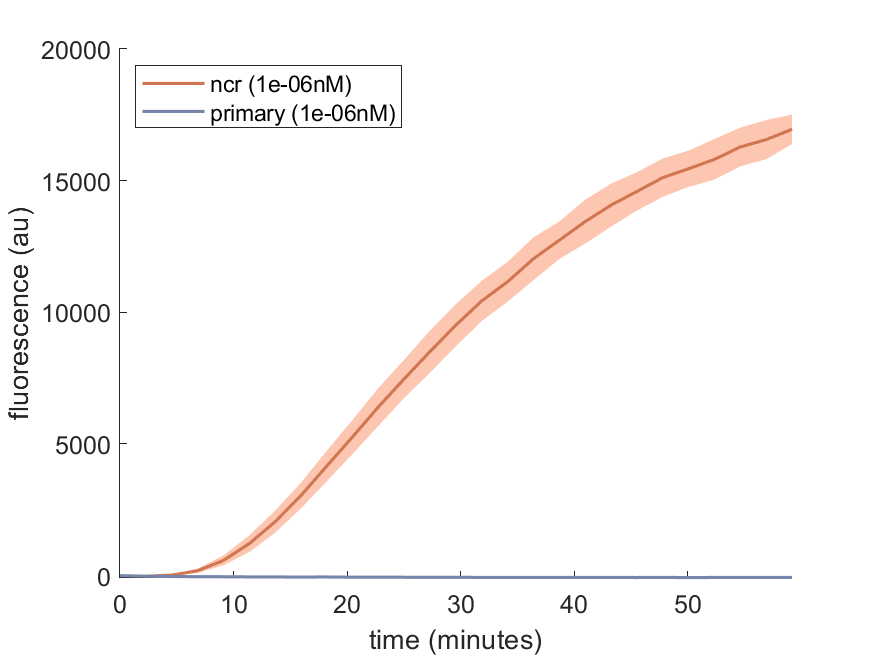 20000
ncr (1e-06nM)
primary (1e-06nM)
15000
10000
5000
0
fluorescence (au)
0 10 20 30 40 50
time (minutes)